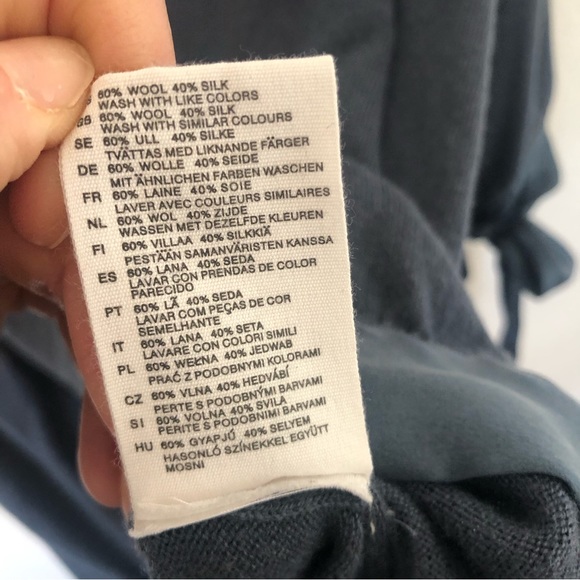 60% WOOL 40% SILK
WASH WITH LIKE COLORS
GB 60% WOOL 40% SILK
WASH WITH SIMILAR COLOURS
SE 60% ULL 40% SILKE
TVÄTTAS MED LIKNANDE FÄRGER
DE 60% WOLLE 40% SEIDE
MIT ÄHNLICHEN FARBEN WASCHEN
FR 60% LAINE 40% SOIE
LAVER AVEC COULEURS SIMILAIRES
NL 60% WOL 40% ZIJDE
WASSEN MET DEZELFDE KLEUREN
FI 60% VILLAA 40% SILKKIÄ
PESTÄÄN SAMANVÄRISTEN KANSSA
ES 60% LANA 40% SEDA
LAVAR CON PRENDAS DE COLOR
PARECIDO
PT 60% LÃ 40% SEDA
LAVAR COM PEÇAS DE COR
SEMELHANTE
IT 60% LANA 40% SETA
LAVARE CON COLORI SIMILI
PL 60% WEŁNA 40% JEDWAB
PRAĆ Z PODOBNYMI KOLORAMI
CZ 60% VLNA 40% HEDVÁBÍ
PERTE S PODOBNÝMI BARVAMI
SI 60% VOLNA 40% SVILA
PERITE S PODOBNIMI BARVAMI
HU 60% GYAPJÚ 40% SELYEM
HASONLÓ SZÍNEKKEL EGYÜTT
MOSNI